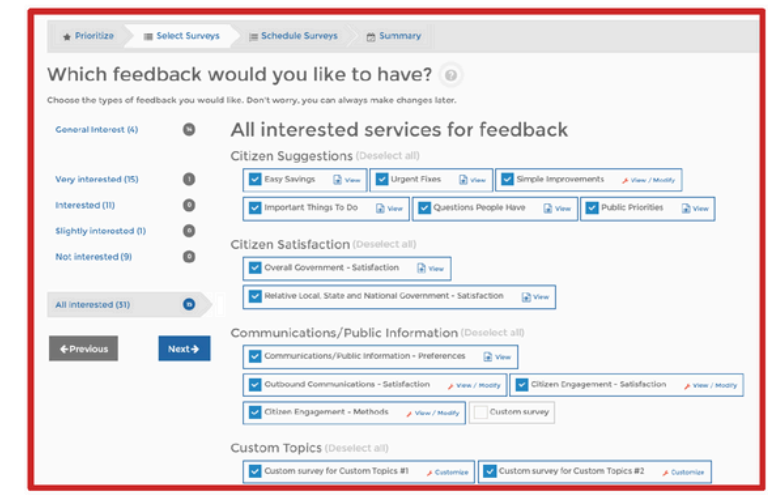 Prioritize Select Surveys Schedule Surveys Summary
Which feedback would you like to have?
Choose the types of feedback you would like. Don't worry, you can always make changes later.
General Interest (4) 14
Very interested (15) 1
Interested (11) 0
Slightly interested (1) 0
Not interested (9) 0
All interested (31)
←Previous Next→
All interested services for feedback
Citizen Suggestions (Deselect all)
Easy Savings View Urgent Fixes View Simple Improvements View / Modify
Important Things To Do View Questions People Have View Public Priorities View
Citizen Satisfaction (Deselect all)
Overall Government - Satisfaction View
Relative Local, State and National Government - Satisfaction View
Communications/Public Information (Deselect all)
Communications/Public Information - Preferences View
Outbound Communications - Satisfaction View / Modify Citizen Engagement - Satisfaction View / Modify
Citizen Engagement - Methods View / Modify Custom survey
Custom Topics (Deselect all)
Custom survey for Custom Topics #1 Customize Custom survey for Custom Topics #2 Customize